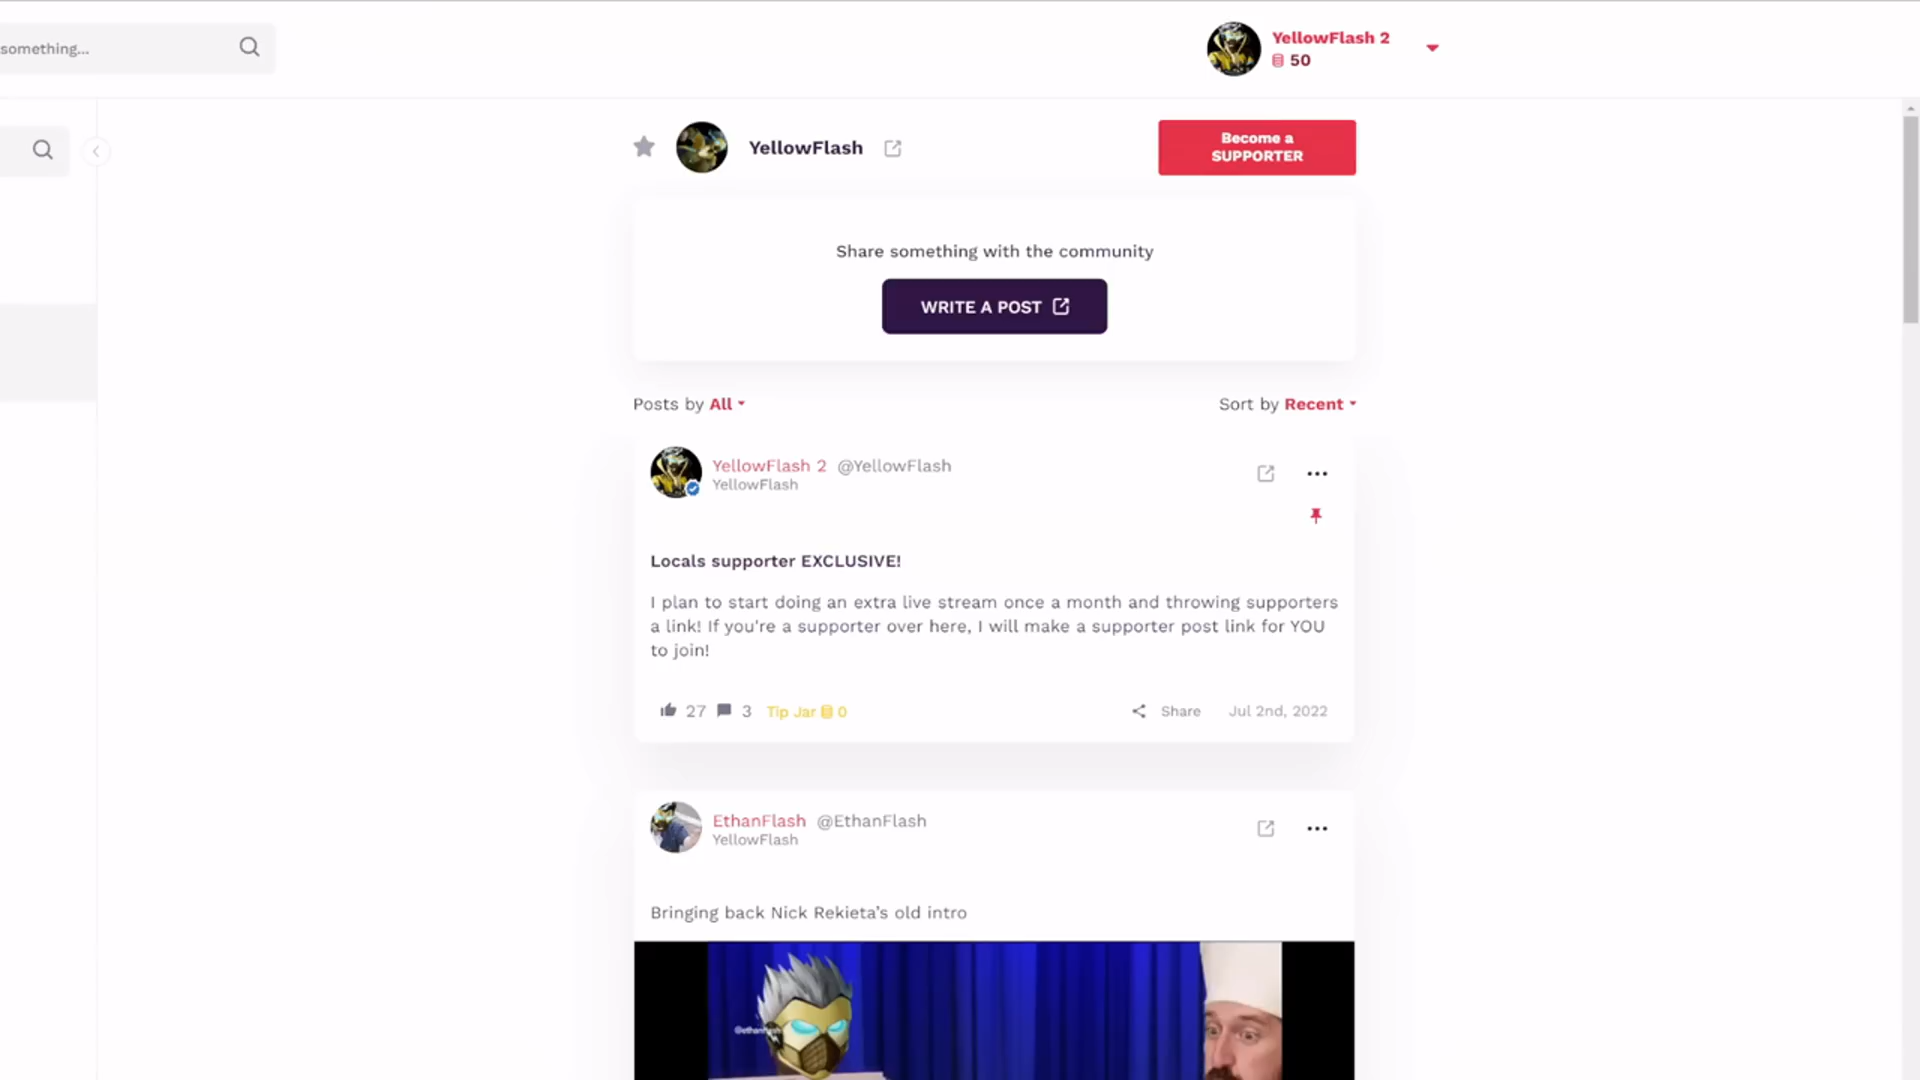 something...
YellowFlash 2
50
YellowFlash
Become a
SUPPORTER
Share something with the community
WRITE A POST
Posts by All
Sort by Recent
YellowFlash 2 @YellowFlash
YellowFlash
Locals supporter EXCLUSIVE!
I plan to start doing an extra live stream once a month and throwing supporters
a link! If you're a supporter over here, I will make a supporter post link for YOU
to join!
27 3 Tip Jar 0
Share Jul 2nd, 2022
EthanFlash @EthanFlash
YellowFlash
Bringing back Nick Rekieta’s old intro